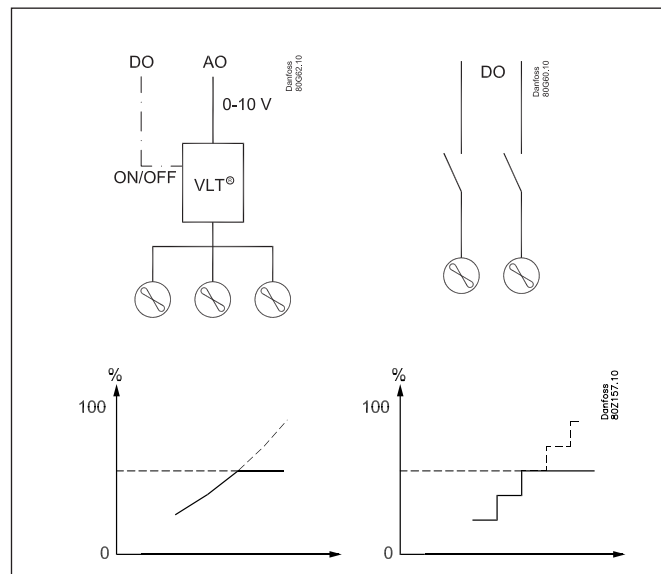 DO
AO
Danfoss
80G62.10
0-10 V
ON/OFF
VLT®
DO
Danfoss
80G60.10
%
100
0
%
100
0
Danfoss
80Z157.10